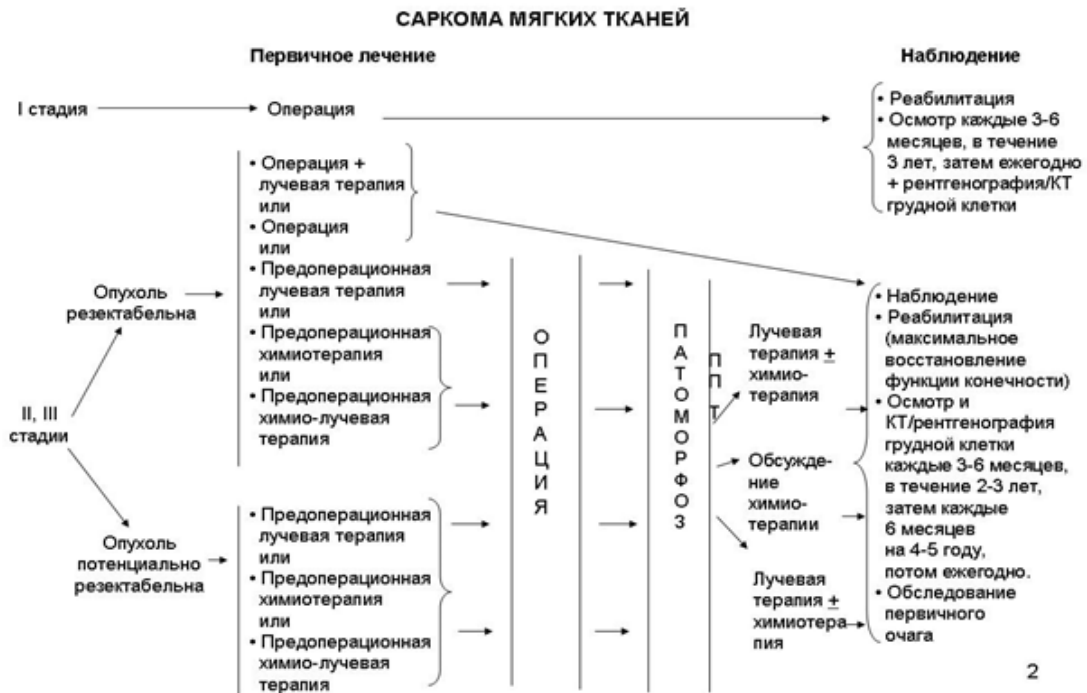 САРКОМА МЯГКИХ ТКАНЕЙ
Первичное лечение
Наблюдение
I стадия
Операция
• Реабилитация
• Осмотр каждые 3-6
месяцев, в течение
3 лет, затем ежегодно
+ рентгенография/КТ
грудной клетки
II, III
стадии
Опухоль
резектабельна
• Операция +
лучевая терапия
или
• Операция
или
• Предоперационная
лучевая терапия
или
• Предоперационная
химиотерапия
или
• Предоперационная
химио-лучевая
терапия
Опухоль
потенциально
резектабельна
• Предоперационная
лучевая терапия
или
• Предоперационная
химиотерапия
или
• Предоперационная
химио-лучевая
терапия
О
П
Е
Р
А
Ц
И
Я
П
А
Т
О
М
О
Р
Ф
О
З
П
П
Т
Лучевая
терапия ±
химио-
терапия
Обсужде-
ние
химио-
терапии
Лучевая
терапия ±
химиотера
пия
• Наблюдение
• Реабилитация
(максимальное
восстановление
функции конечности)
• Осмотр и
КТ/рентгенография
грудной клетки
каждые 3-6 месяцев,
в течение 2-3 лет,
затем каждые
6 месяцев
на 4-5 году,
потом ежегодно.
• Обследование
первичного
очага
2